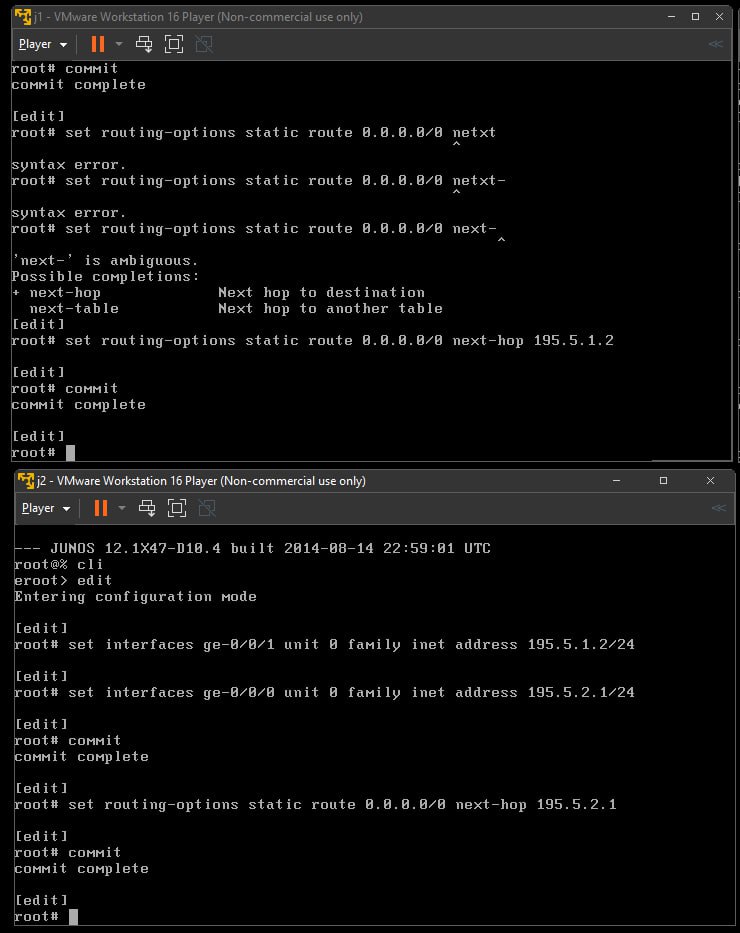 j1 - VMware Workstation 16 Player (Non-commercial use only)
Player
root# commit
commit complete
[edit]
root# set routing-options static route 0.0.0.0/0 netxt
^
syntax error.
root# set routing-options static route 0.0.0.0/0 netxt-
^
syntax error.
root# set routing-options static route 0.0.0.0/0 next-
^
'next-' is ambiguous.
Possible completions:
+ next-hop Next hop to destination
next-table Next hop to another table
[edit]
root# set routing-options static route 0.0.0.0/0 next-hop 195.5.1.2
[edit]
root# commit
commit complete
[edit]
root#
j2 - VMware Workstation 16 Player (Non-commercial use only)
Player
--- JUNOS 12.1X47-D10.4 built 2014-08-14 22:59:01 UTC
root@% cli
eroot> edit
Entering configuration mode
[edit]
root# set interfaces ge-0/0/1 unit 0 family inet address 195.5.1.2/24
[edit]
root# set interfaces ge-0/0/0 unit 0 family inet address 195.5.2.1/24
[edit]
root# commit
commit complete
[edit]
root# set routing-options static route 0.0.0.0/0 next-hop 195.5.2.1
[edit]
root# commit
commit complete
[edit]
root#